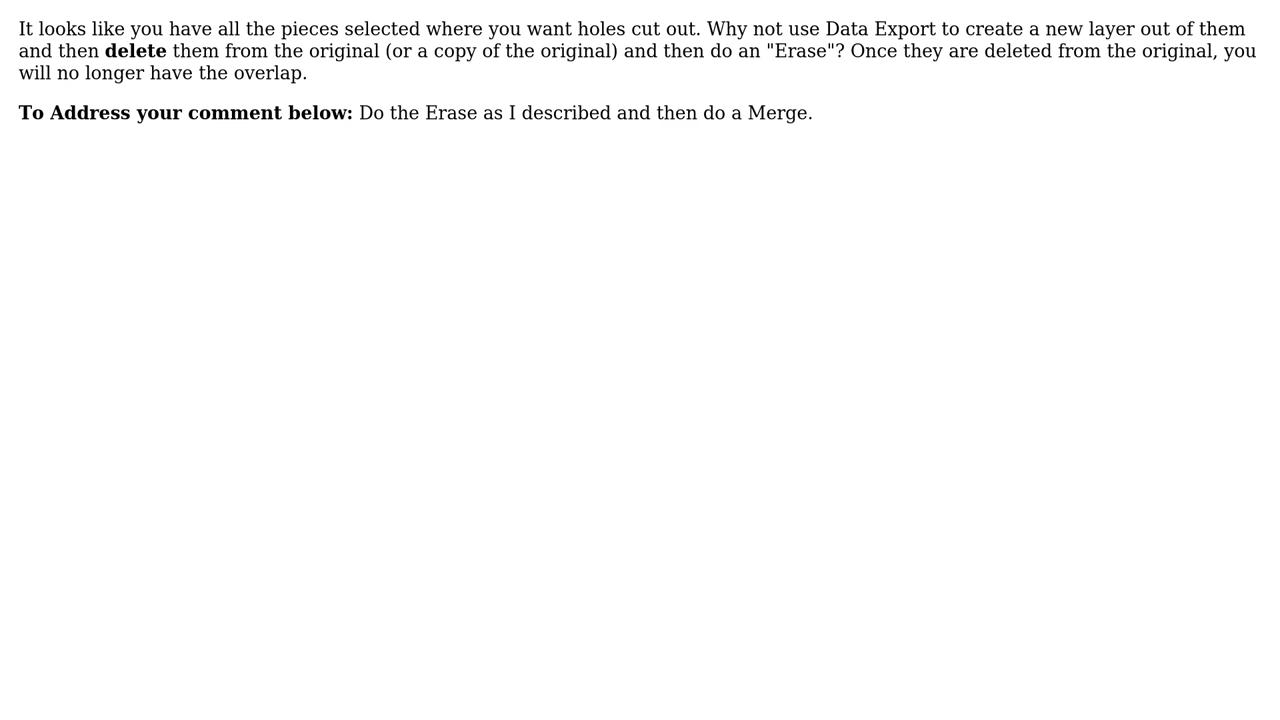 It looks like you have all the pieces selected where you want holes cut out. Why not use Data Export to create a new layer out of them
and then delete them from the original (or a copy of the original) and then do an "Erase"? Once they are deleted from the original, you
will no longer have the overlap.
To Address your comment below: Do the Erase as I described and then do a Merge.